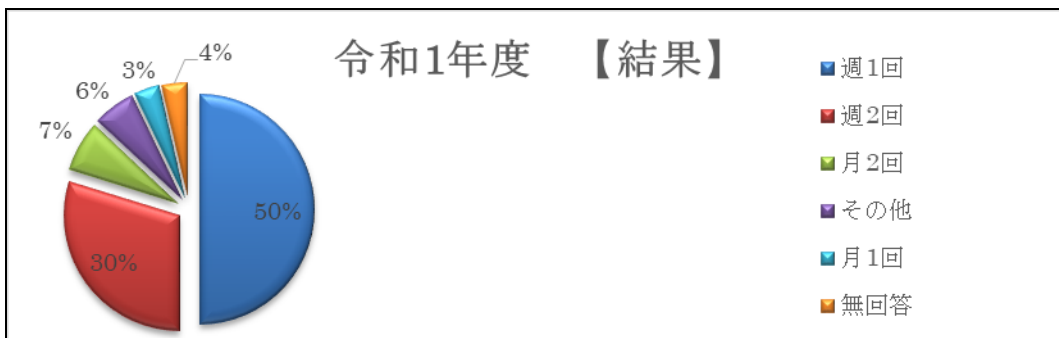 令和1年度　【結果】
4%
3%
6%
7%
50%
30%
週1回
週2回
月2回
その他
月1回
無回答